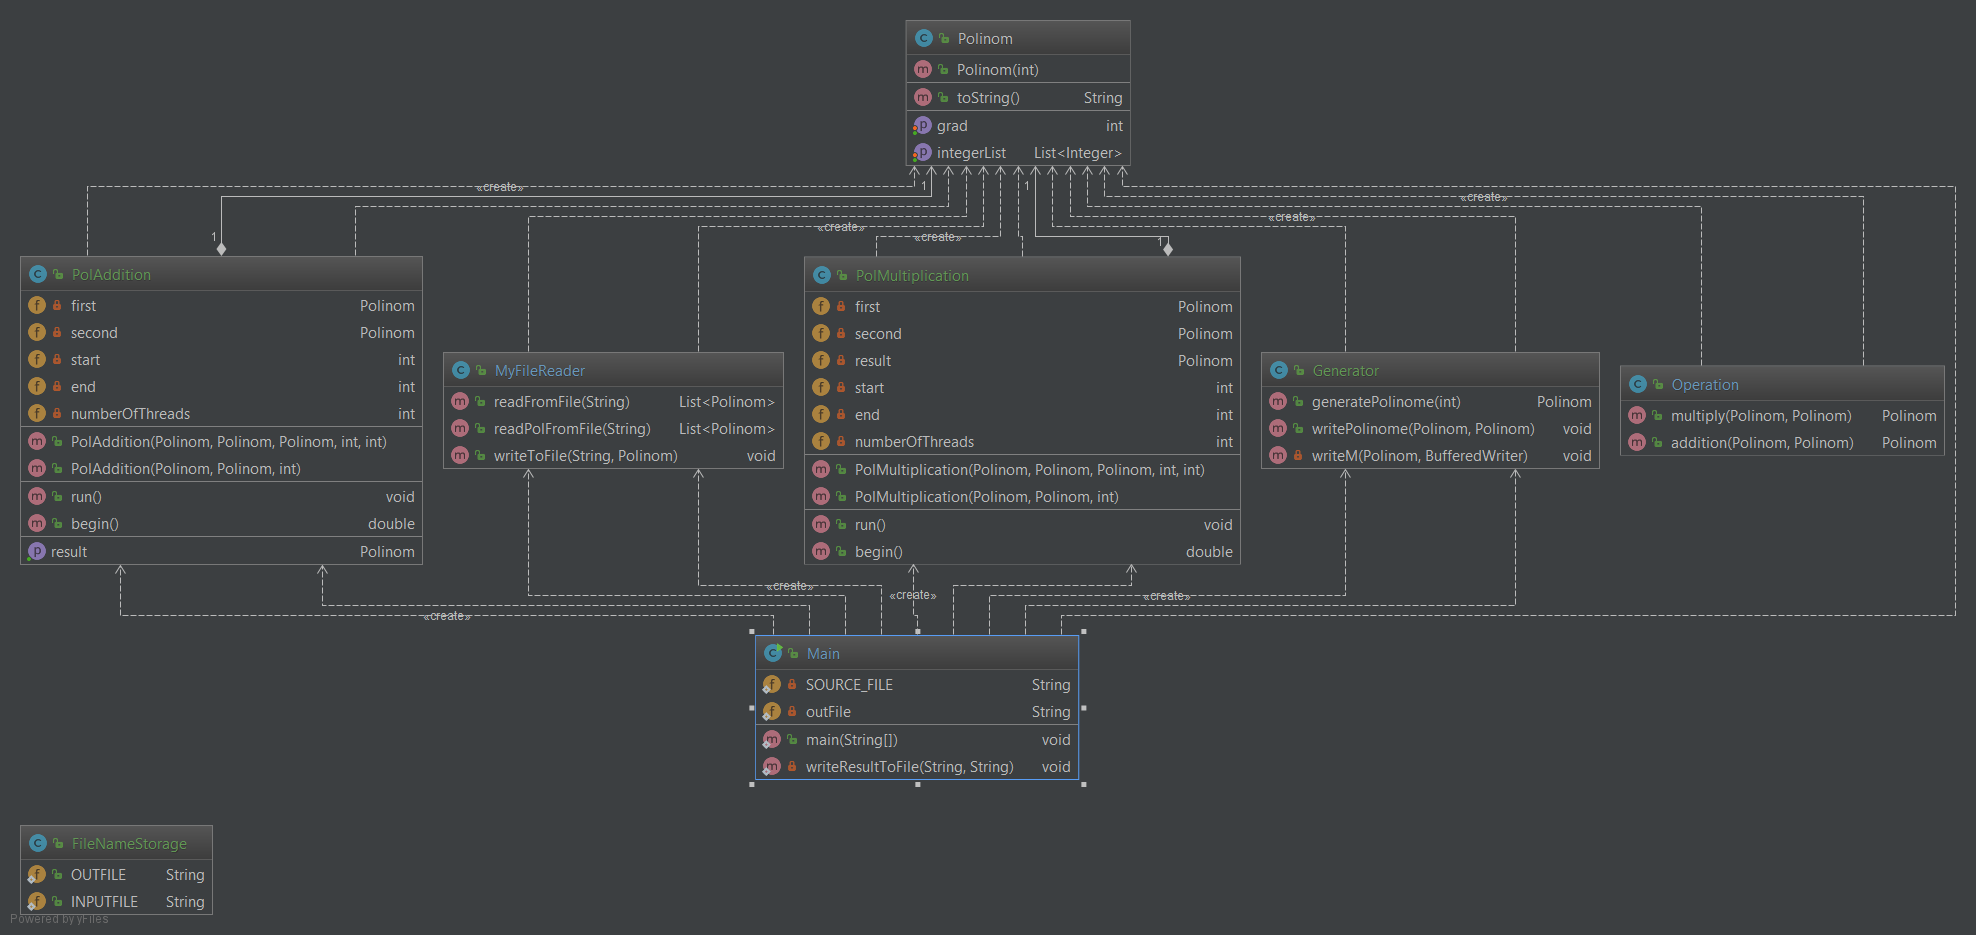 Polinom
Polinom(int)
toString() String
grad int
integerList List<Integer>
«create»
1
1
«create»
«create»
«create»
«create»
1
1
PolAddition
first Polinom
second Polinom
start int
end int
numberOfThreads int
PolAddition(Polinom, Polinom, Polinom, int, int)
PolAddition(Polinom, Polinom, int)
run() void
begin() double
result Polinom
MyFileReader
readFromFile(String) List<Polinom>
readPolFromFile(String) List<Polinom>
writeToFile(String, Polinom) void
PolMultiplication
first Polinom
second Polinom
result Polinom
start int
end int
numberOfThreads int
PolMultiplication(Polinom, Polinom, Polinom, int, int)
PolMultiplication(Polinom, Polinom, int)
run() void
begin() double
Generator
generatePolinome(int) Polinom
writePolinome(Polinom, Polinom) void
writeM(Polinom, BufferedWriter) void
Operation
multiply(Polinom, Polinom) Polinom
addition(Polinom, Polinom) Polinom
«create»
«create»
«create»
«create»
Main
SOURCE_FILE String
outFile String
main(String[]) void
writeResultToFile(String, String) void
FileNameStorage
OUTFILE String
INPUTFILE String
Powered by yFiles